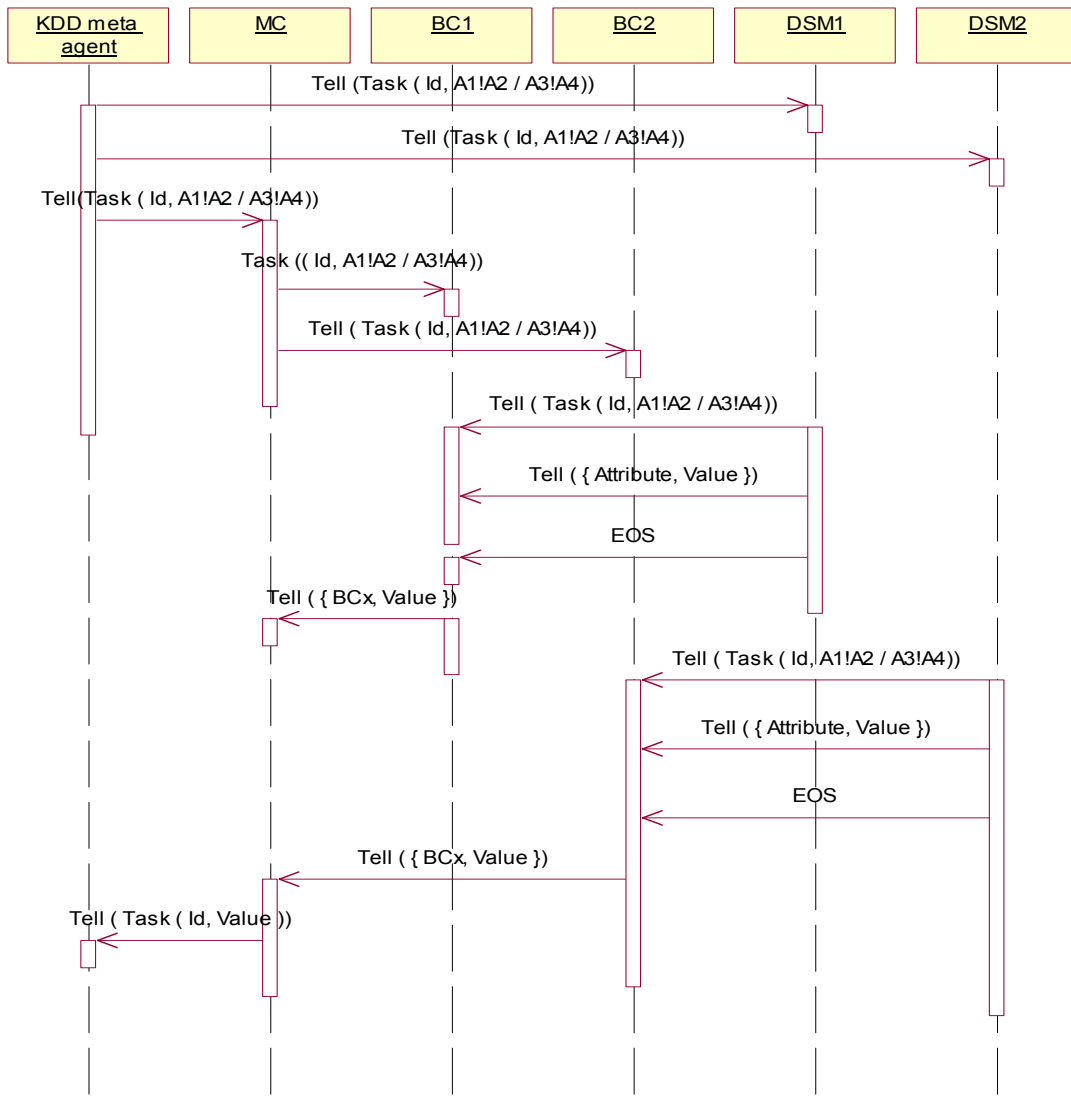 KDD meta
agent
MC
BC1
BC2
DSM1
DSM2
Tell (Task ( Id, A1!A2 / A3!A4))
Tell (Task ( Id, A1!A2 / A3!A4))
Tell(Task ( Id, A1!A2 / A3!A4))
Task (( Id, A1!A2 / A3!A4))
Tell ( Task ( Id, A1!A2 / A3!A4))
Tell ( Task ( Id, A1!A2 / A3!A4))
Tell ( { Attribute, Value })
EOS
Tell ( { BCx, Value })
Tell ( Task ( Id, A1!A2 / A3!A4))
Tell ( { Attribute, Value })
EOS
Tell ( { BCx, Value })
Tell ( Task ( Id, Value ))